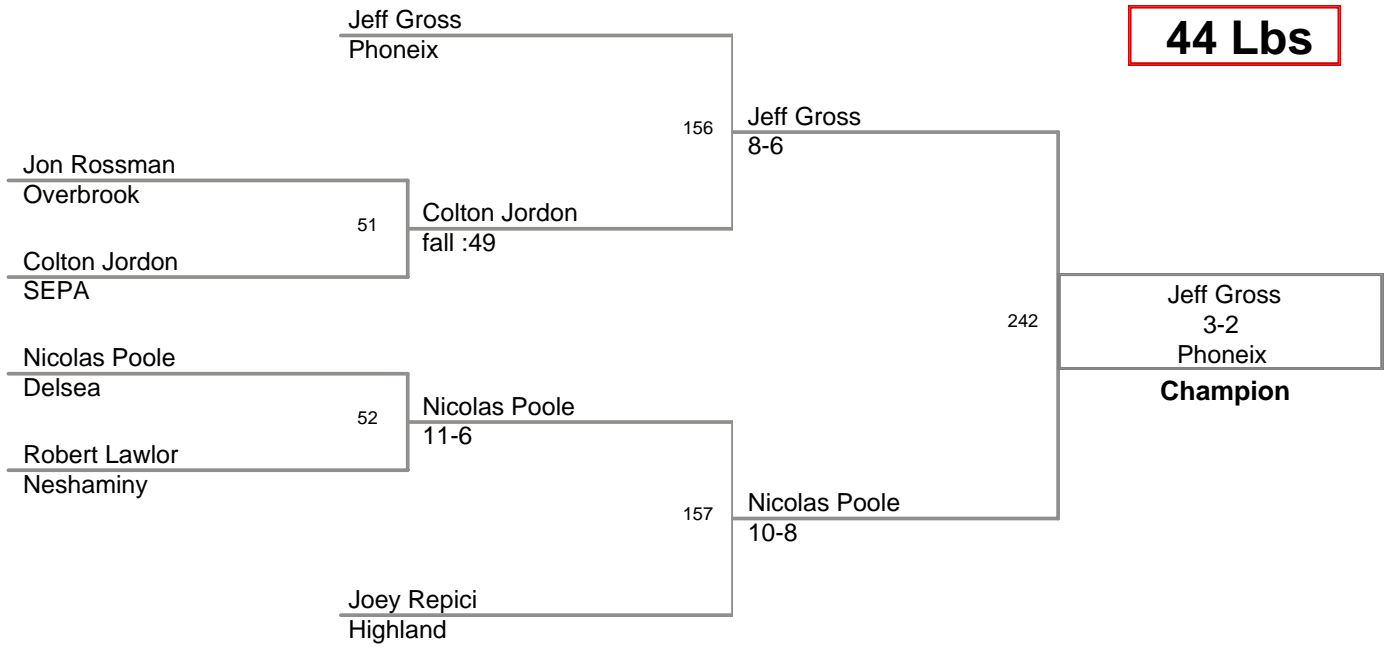 Jeff Gross
Phoneix
44 Lbs
156
Jeff Gross
8-6
Jon Rossman
Overbrook
51
Colton Jordon
fall :49
Colton Jordon
SEPA
242
Jeff Gross
3-2
Phoneix
Champion
Nicolas Poole
Delsea
52
Nicolas Poole
11-6
Robert Lawlor
Neshaminy
157
Nicolas Poole
10-8
Joey Repici
Highland